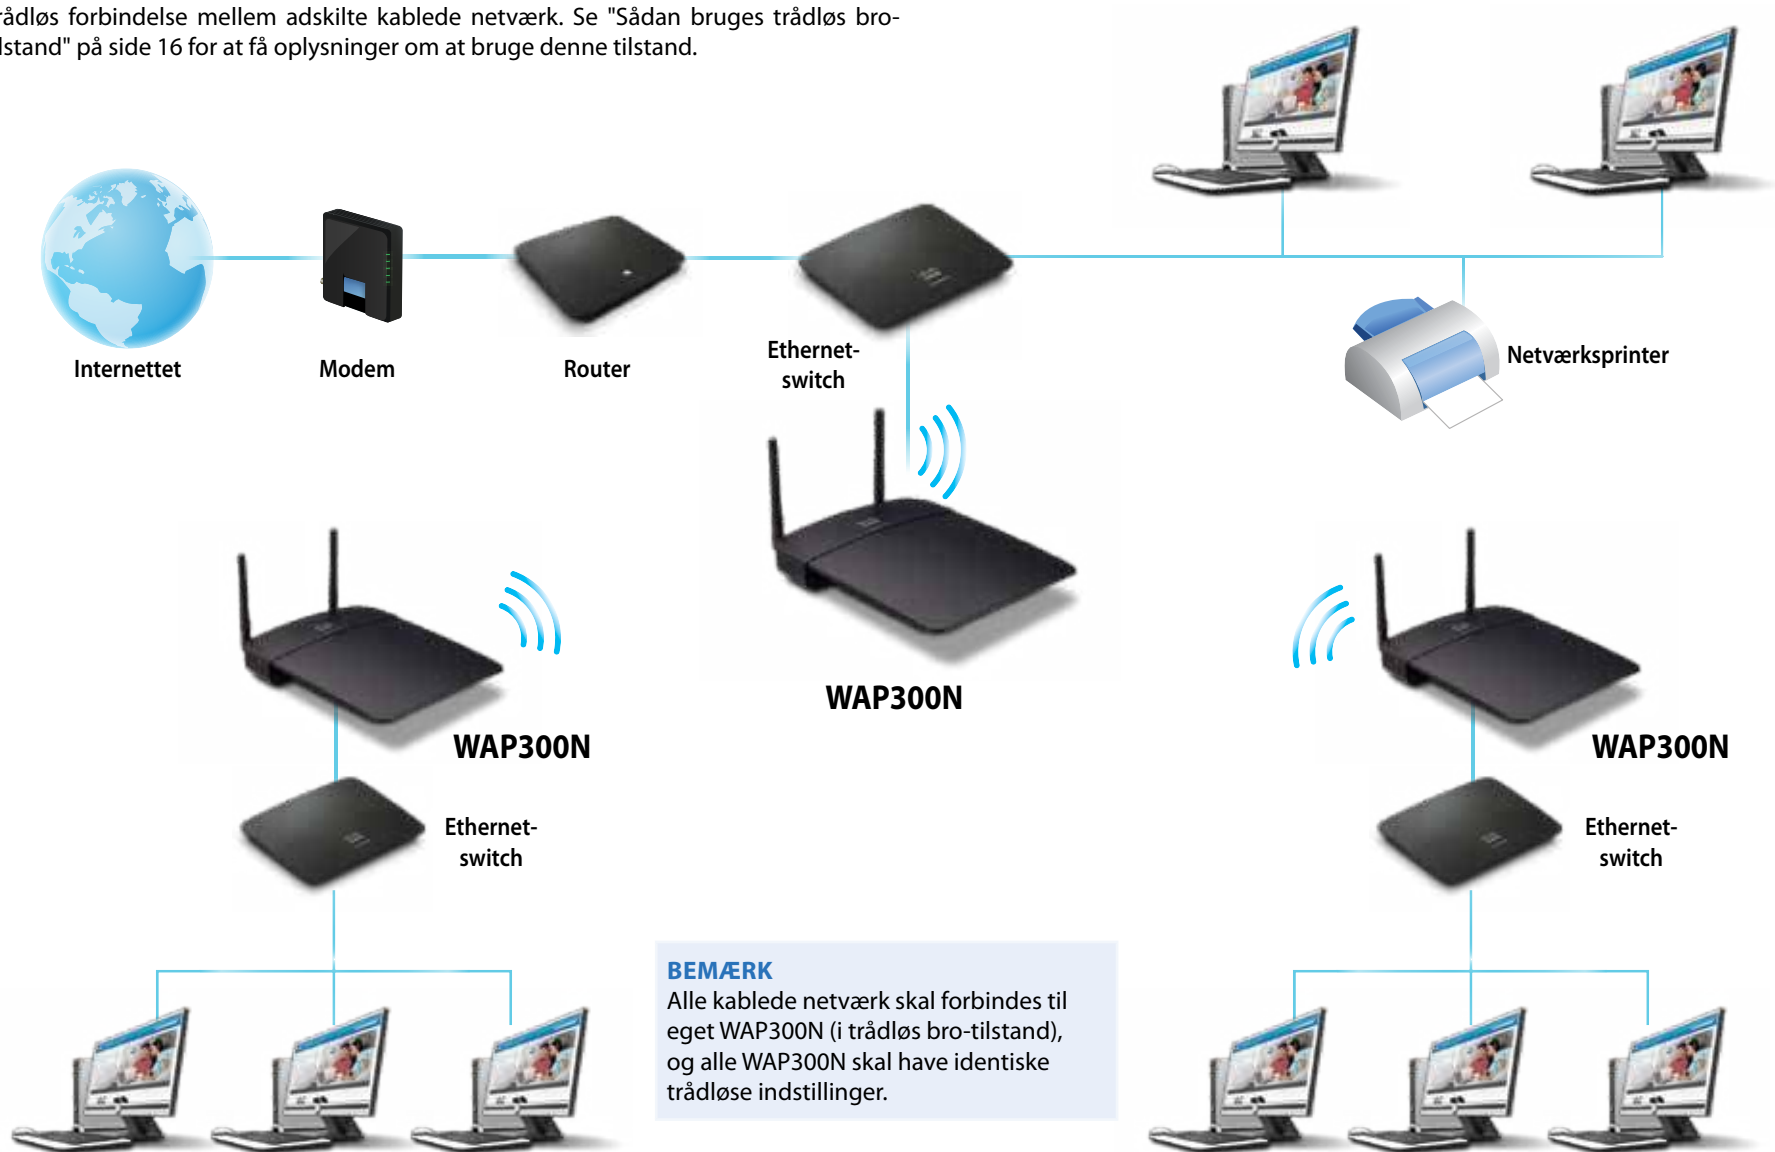 rådløs forbindelse mellem adskilte kablede netværk. Se "Sådan bruges trådløs bro-
ilstand" på side 16 for at få oplysninger om at bruge denne tilstand.
Internettet
Modem
Router
Ethernet-
switch
Netværksprinter
WAP300N
WAP300N
WAP300N
Ethernet-
switch
Ethernet-
switch
BEMÆRK
Alle kablede netværk skal forbindes til
eget WAP300N (i trådløs bro-tilstand),
og alle WAP300N skal have identiske
trådløse indstillinger.